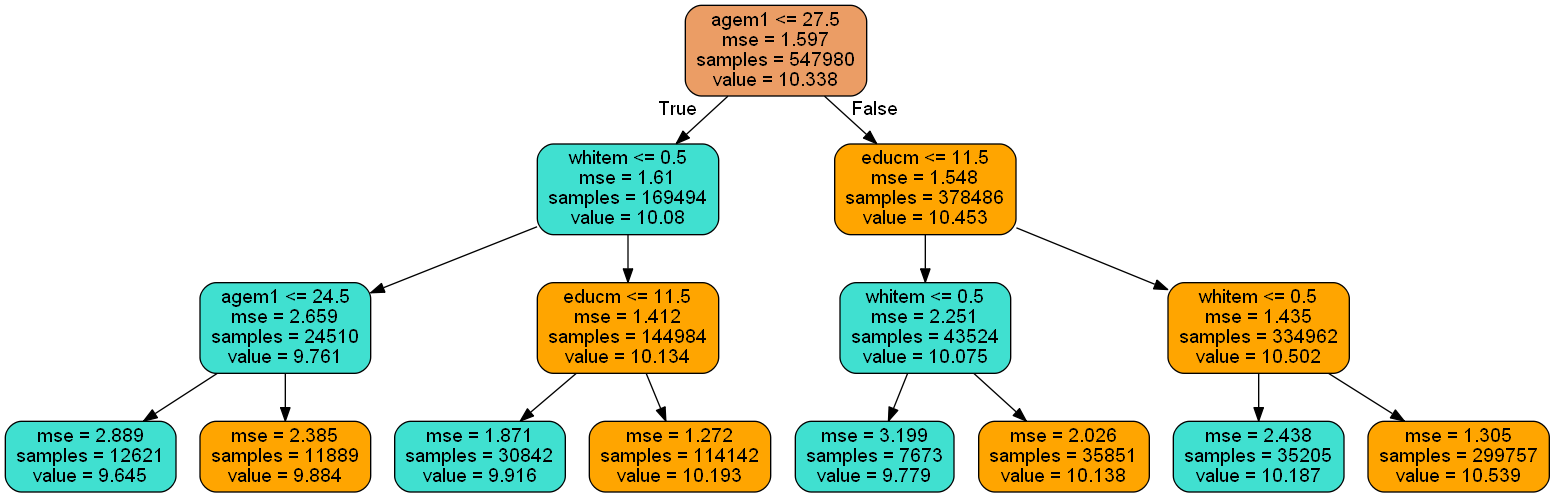 agem1 <= 27.5
mse = 1.597
samples = 547980
value = 10.338
True
False
whitem <= 0.5
mse = 1.61
samples = 169494
value = 10.08
educm <= 11.5
mse = 1.548
samples = 378486
value = 10.453
agem1 <= 24.5
mse = 2.659
samples = 24510
value = 9.761
educm <= 11.5
mse = 1.412
samples = 144984
value = 10.134
whitem <= 0.5
mse = 2.251
samples = 43524
value = 10.075
whitem <= 0.5
mse = 1.435
samples = 334962
value = 10.502
mse = 2.889
samples = 12621
value = 9.645
mse = 2.385
samples = 11889
value = 9.884
mse = 1.871
samples = 30842
value = 9.916
mse = 1.272
samples = 114142
value = 10.193
mse = 3.199
samples = 7673
value = 9.779
mse = 2.026
samples = 35851
value = 10.138
mse = 2.438
samples = 35205
value = 10.187
mse = 1.305
samples = 299757
value = 10.539